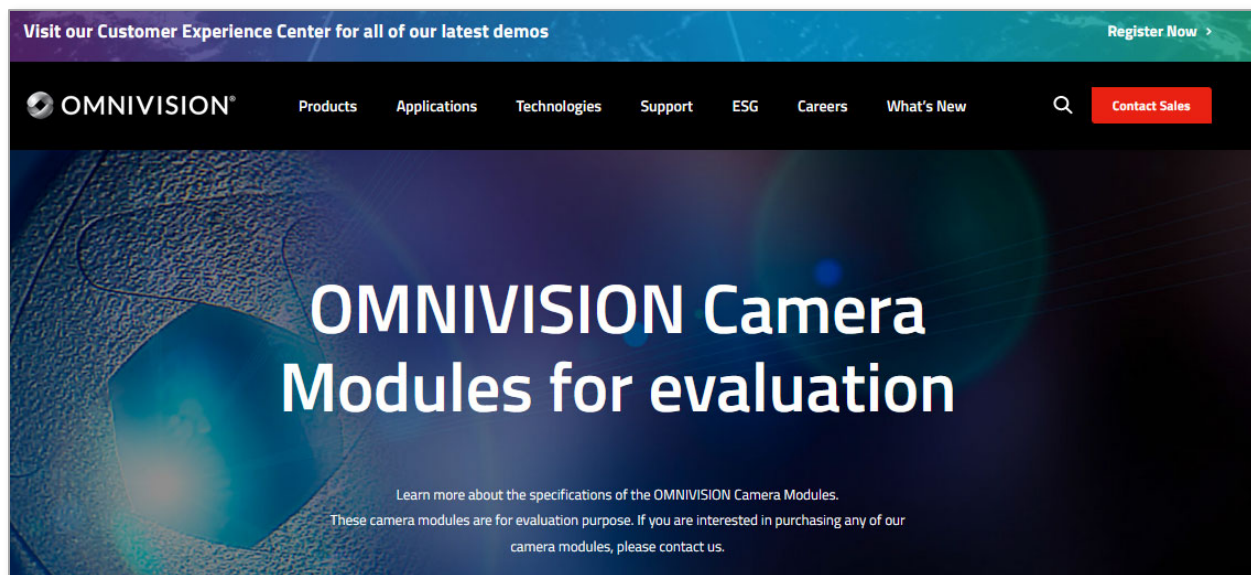 Visit our Customer Experience Center for all of our latest demos
Register Now >
OMNIVISION®
Products
Applications
Technologies
Support
ESG
Careers
What's New
Contact Sales
OMNIVISION Camera
Modules for evaluation
Learn more about the specifications of the OMNIVISION Camera Modules.
These camera modules are for evaluation purpose. If you are interested in purchasing any of our
camera modules, please contact us.